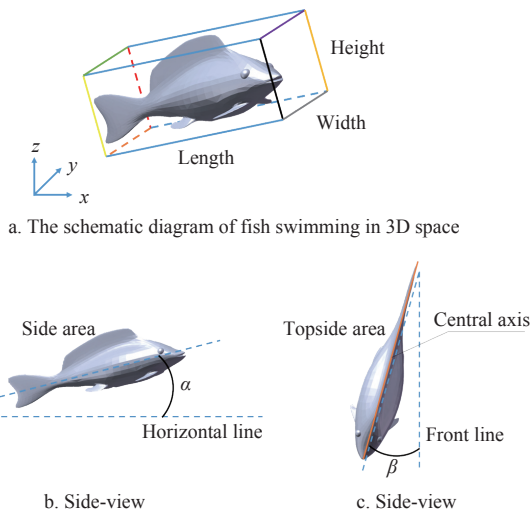 Height
Width
Length
z
y
x
a. The schematic diagram of fish swimming in 3D space
Side area
α
Horizontal line
b. Side-view
Topside area
Central axis
Front line
β
c. Side-view